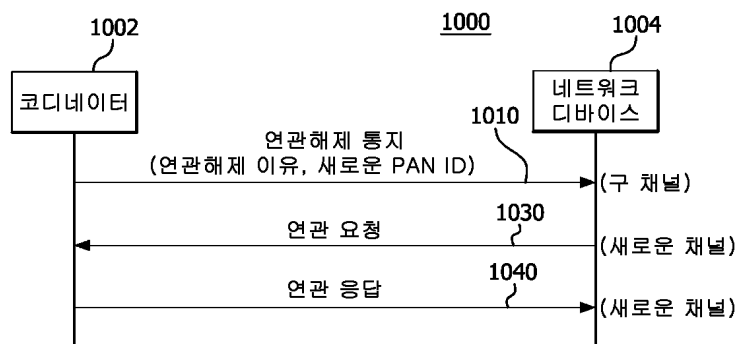 1002
1000
1004
코디네이터
네트워크
디바이스
연관해제 통지
(연관해제 이유, 새로운 PAN ID)
1010
(구 채널)
연관 요청
1030
(새로운 채널)
연관 응답
1040
(새로운 채널)